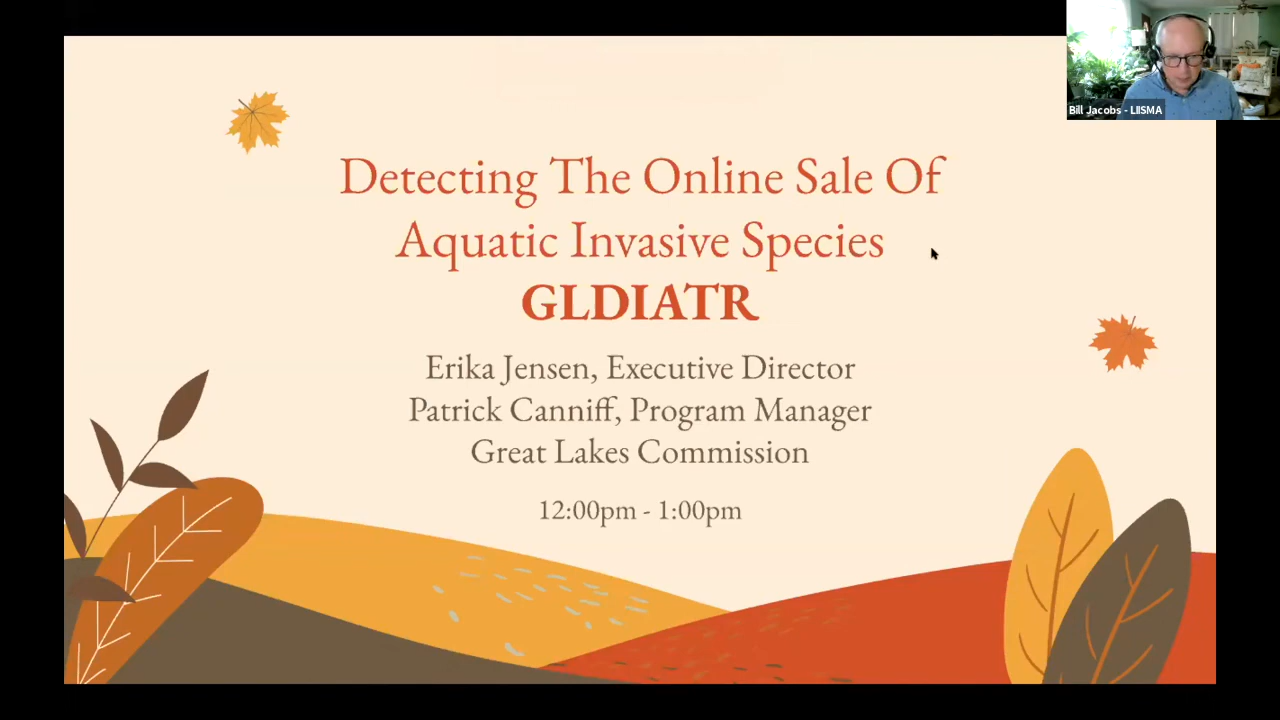 Bill Jacobs - LIISMA
Detecting The Online Sale Of
Aquatic Invasive Species
GLDIATR
Erika Jensen, Executive Director
Patrick Canniff, Program Manager
Great Lakes Commission
12:00pm - 1:00pm